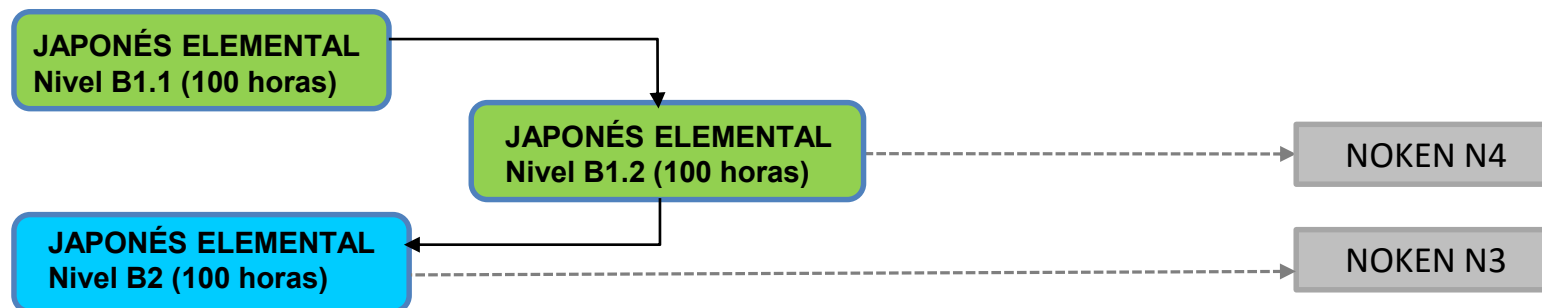 JAPONÉS ELEMENTAL
Nivel B1.1 (100 horas)
JAPONÉS ELEMENTAL
Nivel B1.2 (100 horas)
NOKEN N4
JAPONÉS ELEMENTAL
Nivel B2 (100 horas)
NOKEN N3